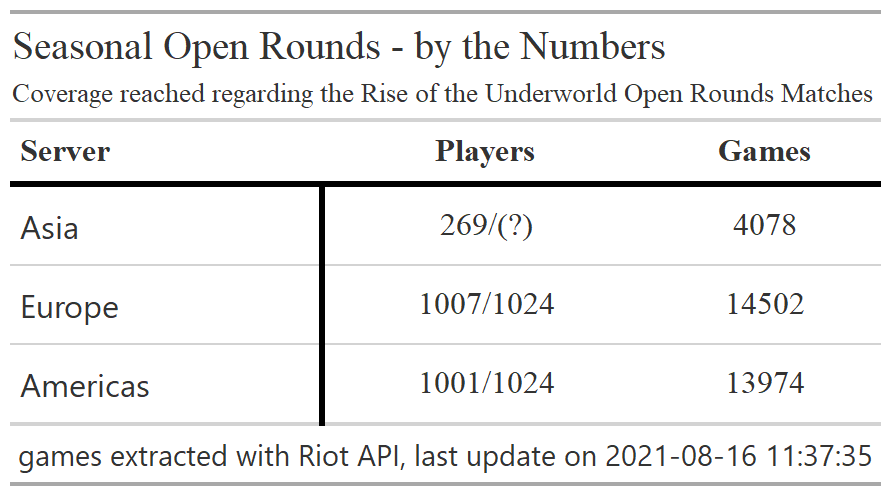 Seasonal Open Rounds - by the Numbers
Coverage reached regarding the Rise of the Underworld Open Rounds Matches
Server Players Games
Asia 269/(?) 4078
Europe 1007/1024 14502
Americas 1001/1024 13974
games extracted with Riot API, last update on 2021-08-16 11:37:35